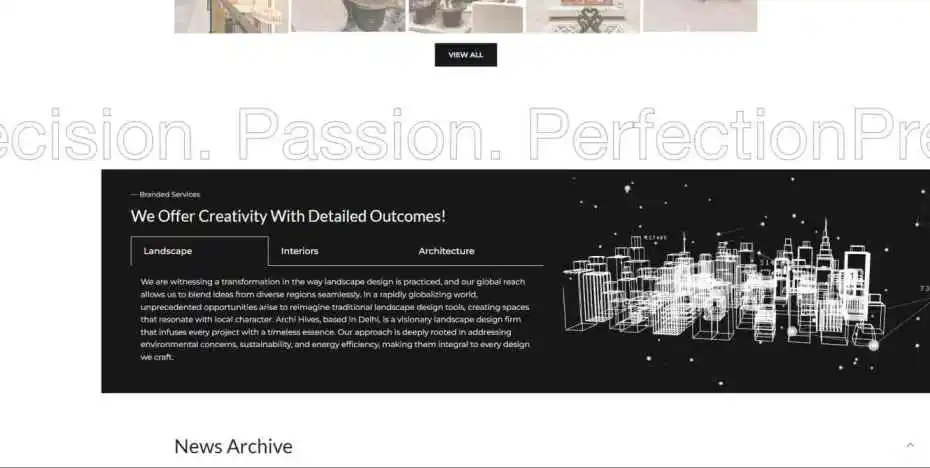 VIEW ALL
ecision. Passion. PerfectionPre
— Branded Services
We Offer Creativity With Detailed Outcomes!
Landscape Interiors Architecture
We are witnessing a transformation in the way landscape design is practiced, and our global reach
allows us to blend ideas from diverse regions seamlessly. In a rapidly globalizing world,
unprecedented opportunities arise to reimagine traditional landscape design tools, creating spaces
that resonate with local character. Archi Hives, based in Delhi, is a visionary landscape design firm
that infuses every project with a timeless essence. Our approach is deeply rooted in addressing
environmental concerns, sustainability, and energy efficiency, making them integral to every design
we craft.
News Archive